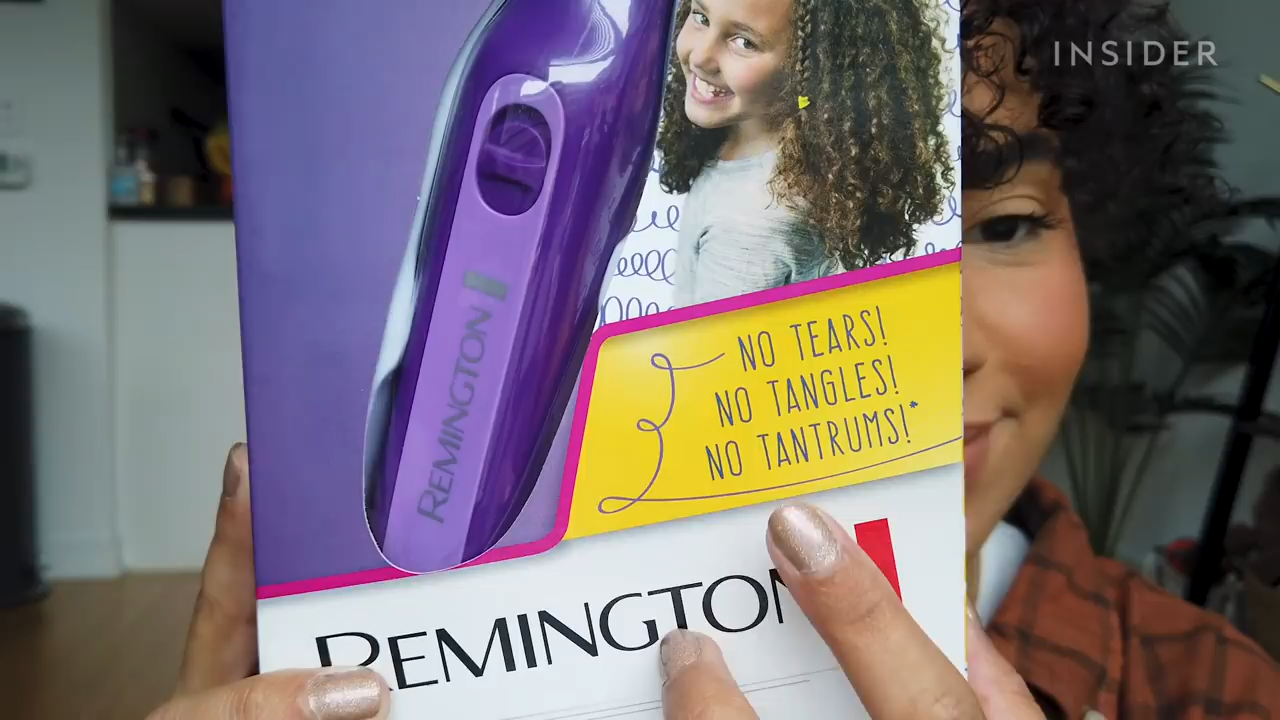 INSIDER
REMINGTON
NO TEARS!
NO TANGLES!
NO TANTRUMS!*
REMINGTON